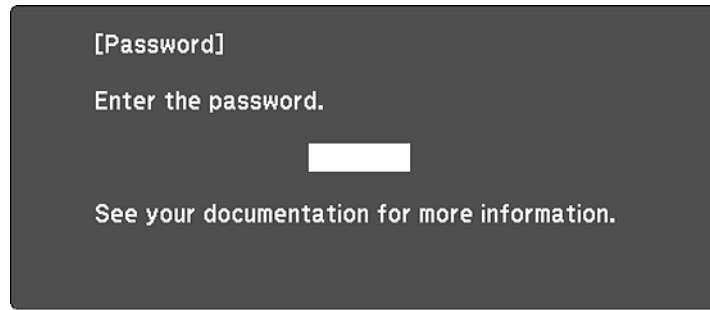 [Password]
Enter the password.
See your documentation for more information.